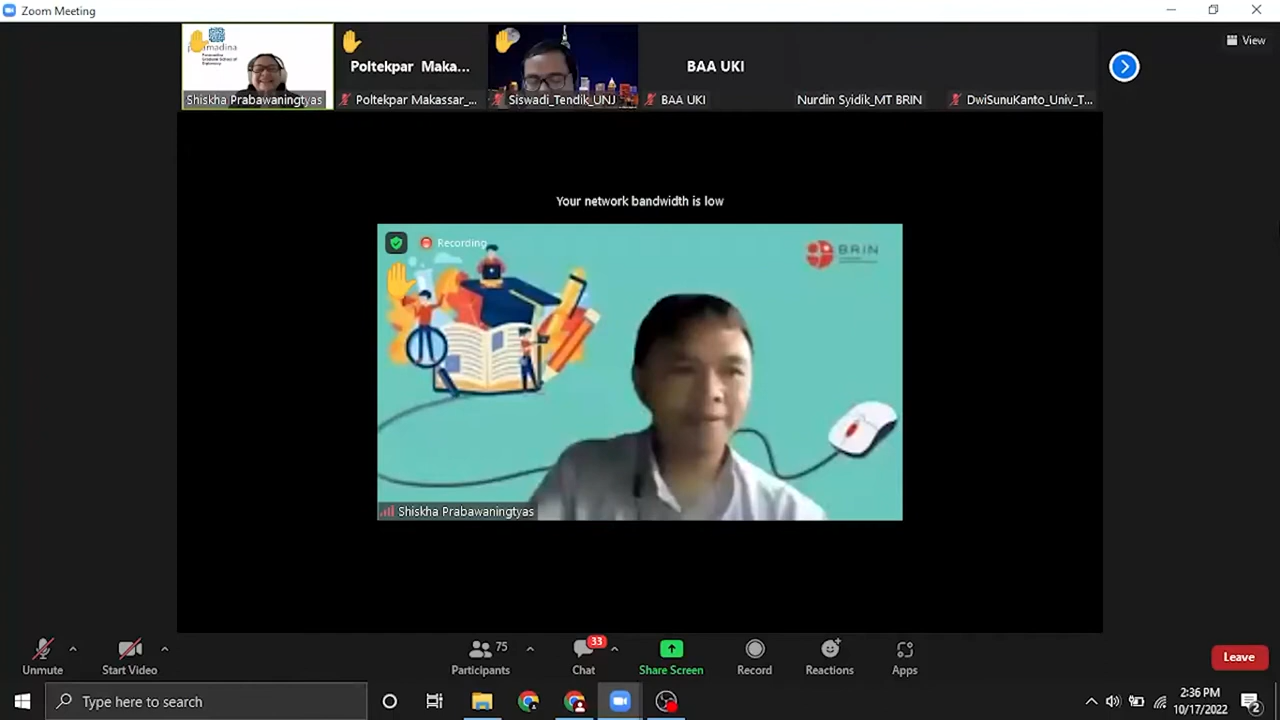 Zoom Meeting
View
Poltekpar Maka...
BAA UKI
Shiskha Prabawaningtyas
Poltekpar Makassar_...
Siswadi_Tendik_UNJ
BAA UKI
Nurdin Syidik_MT BRIN
DwiSunuKanto_Univ_T...
Your network bandwidth is low
Recording
BRIN
Shiskha Prabawaningtyas
Unmute
Start Video
75
Participants
33
Chat
Share Screen
Record
Reactions
Apps
Leave
Type here to search
2:36 PM
10/17/2022
2